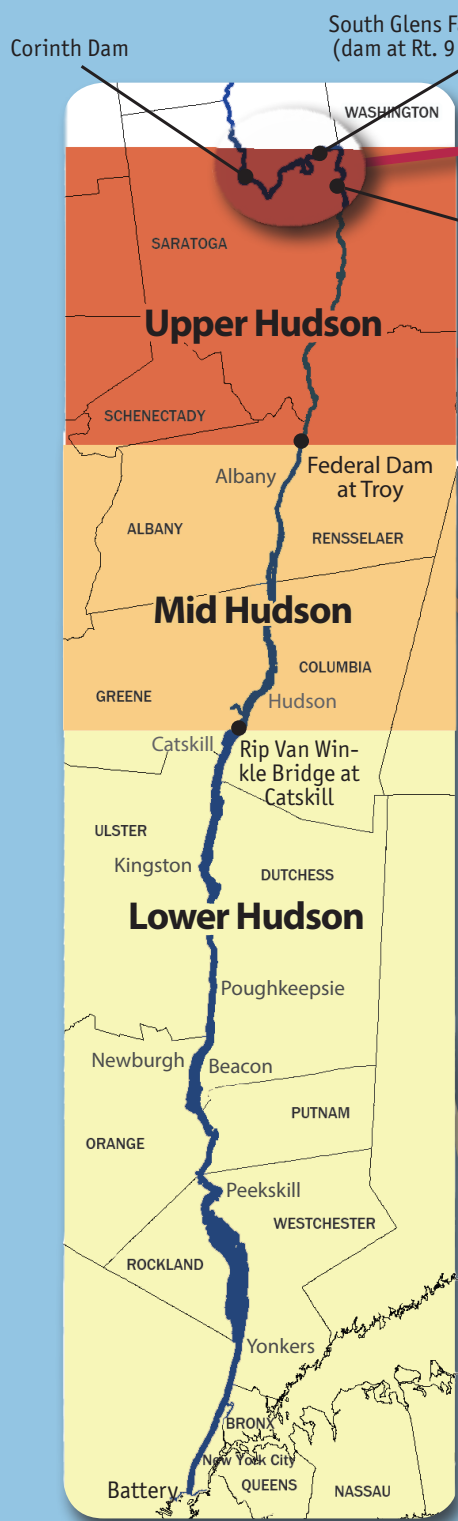 South Glens F
(dam at Rt. 9
Corinth Dam
WASHINGTON
SARATOGA
Upper Hudson
SCHENECTADY
Federal Dam
at Troy
Albany
ALBANY
RENSSELAER
Mid Hudson
COLUMBIA
GREENE
Hudson
Catskill
Rip Van Win-
kle Bridge at
Catskill
ULSTER
Kingston
DUTCHESS
Lower Hudson
Poughkeepsie
Newburgh
Beacon
PUTNAM
ORANGE
Peekskill
WESTCHESTER
ROCKLAND
Yonkers
BRONX
New York City
Battery
QUEENS
NASSAU